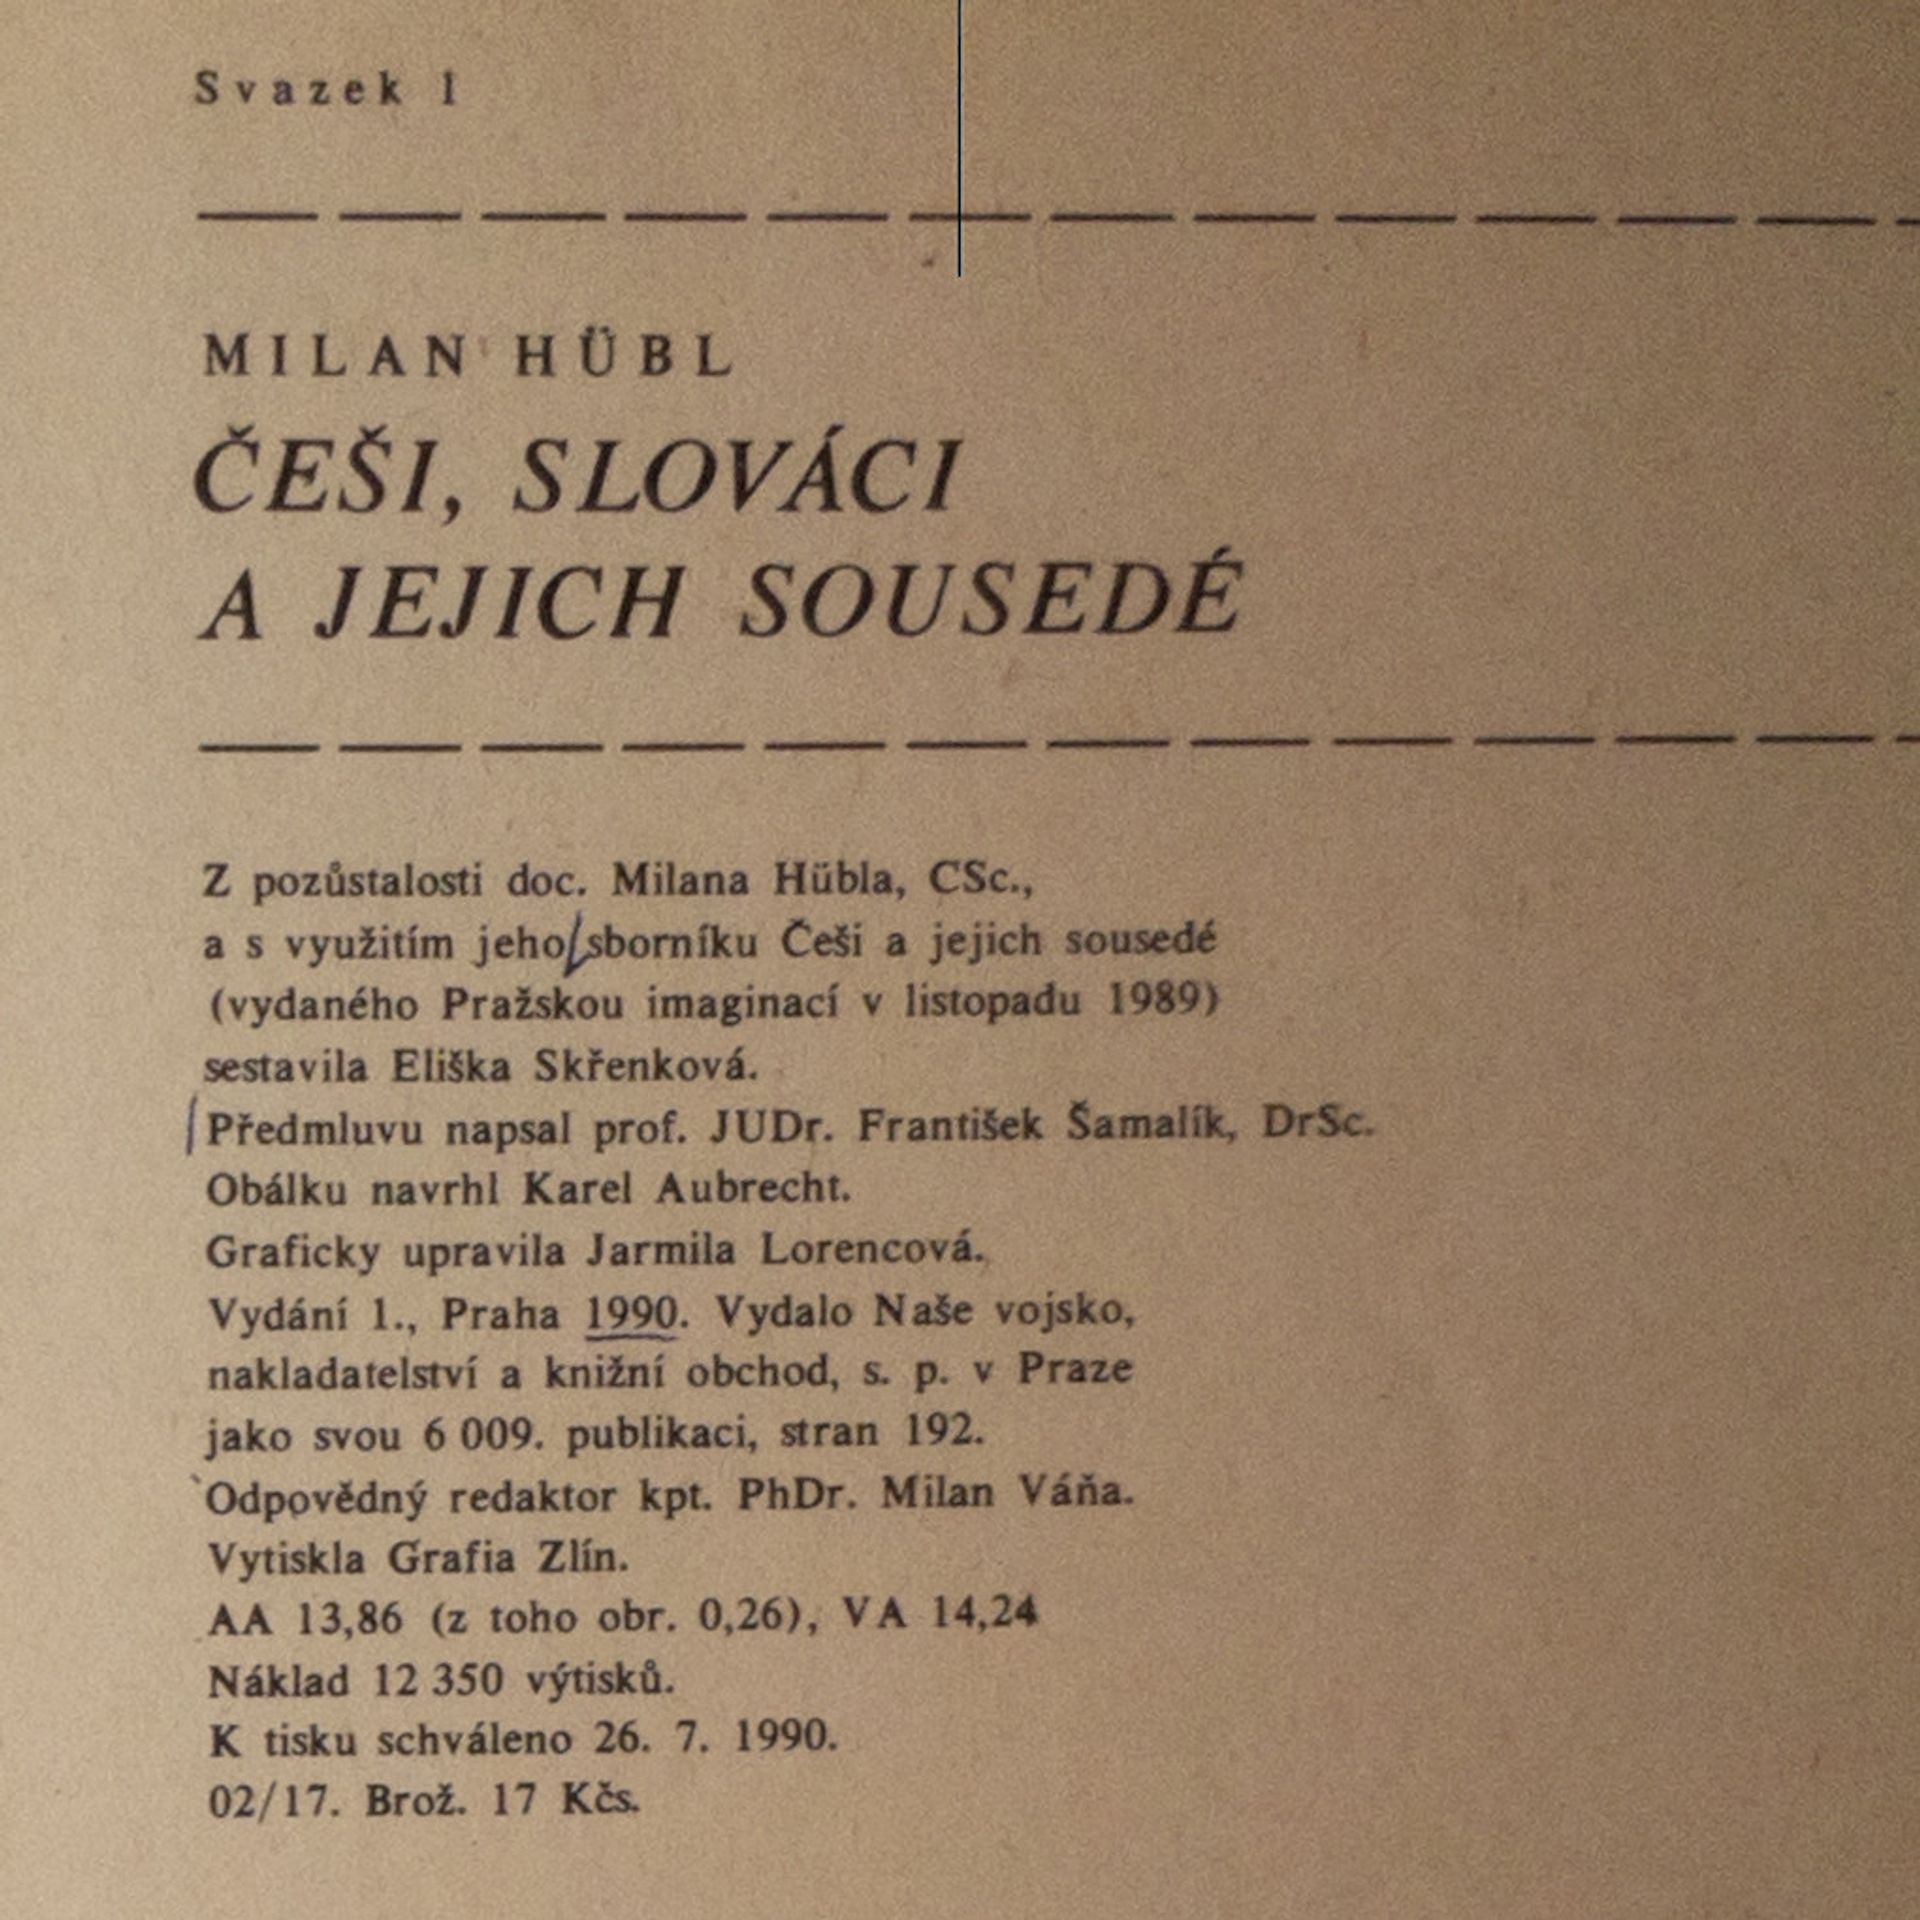 Svazek 1
MILAN HÜBL
ČEŠI, SLOVÁCI
A JEJICH SOUSEDÉ
Z pozůstalosti doc. Milana Hübla, CSc.,
a s využitím jeho sborníku Češi a jejich sousedé
(vydaného Pražskou imaginací v listopadu 1989)
sestavila Eliška Skřenková.
Předmluvu napsal prof. JUDr. František Šamalík, DrSc.
Obálku navrhl Karel Aubrecht.
Graficky upravila Jarmila Lorencová.
Vydání 1., Praha 1990. Vydalo Naše vojsko,
nakladatelství a knižní obchod, s. p. v Praze
jako svou 6 009. publikaci, stran 192.
Odpovědný redaktor kpt. PhDr. Milan Váňa.
Vytiskla Grafia Zlín.
AA 13,86 (z toho obr. 0,26), VA 14,24
Náklad 12 350 výtisků.
K tisku schváleno 26. 7. 1990.
02/17. Brož. 17 Kčs.